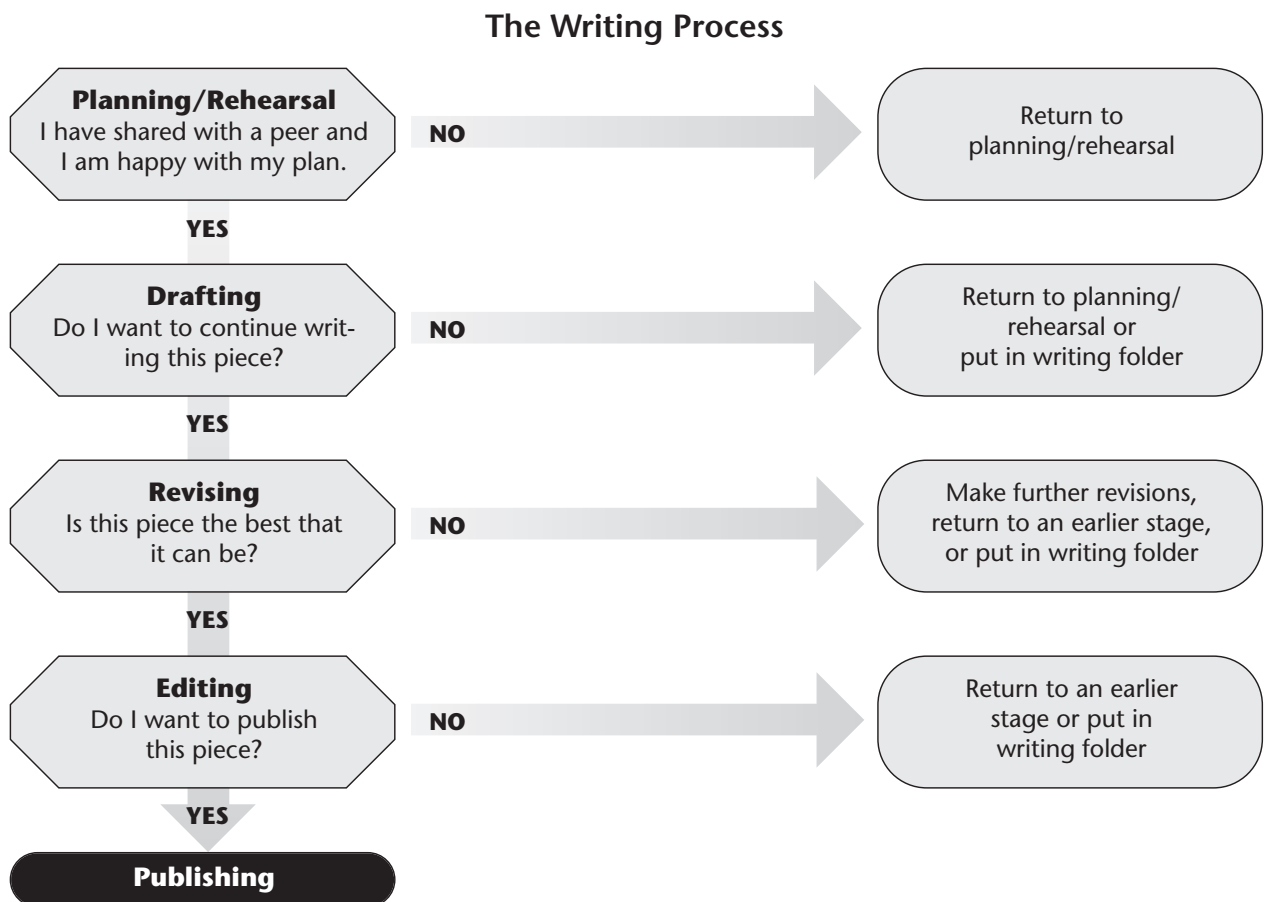 The Writing Process
Planning/Rehearsal
I have shared with a peer and
I am happy with my plan.
NO
Return to
planning/rehearsal
YES
Drafting
Do I want to continue writ-
ing this piece?
NO
Return to planning/
rehearsal or
put in writing folder
YES
Revising
Is this piece the best that
it can be?
NO
Make further revisions,
return to an earlier stage,
or put in writing folder
YES
Editing
Do I want to publish
this piece?
NO
Return to an earlier
stage or put in
writing folder
YES
Publishing